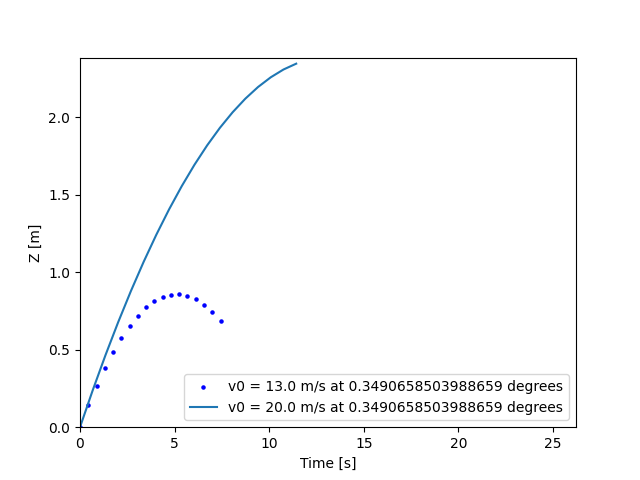 2.0
1.5
1.0
0.5
0.0
Z [m]
v0 = 13.0 m/s at 0.3490658503988659 degrees
v0 = 20.0 m/s at 0.3490658503988659 degrees
0 5 10 15 20 25
Time [s]